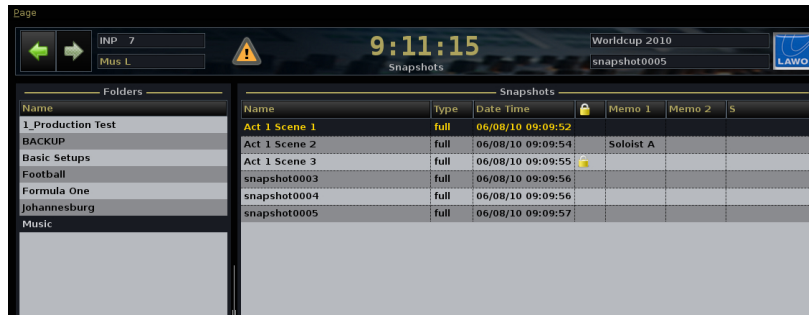 Page
INP 7
Mus L
9:11:15
Snapshots
Worldcup 2010
snapshot0005
LAWO
Folders
Name
1_Production Test
BACKUP
Basic Setups
Football
Formula One
Johannesburg
Music
Snapshots
Name Type Date Time Memo 1 Memo 2 S
Act 1 Scene 1 full 06/08/10 09:09:52
Act 1 Scene 2 full 06/08/10 09:09:54 Soloist A
Act 1 Scene 3 full 06/08/10 09:09:55
snapshot0003 full 06/08/10 09:09:56
snapshot0004 full 06/08/10 09:09:56
snapshot0005 full 06/08/10 09:09:57